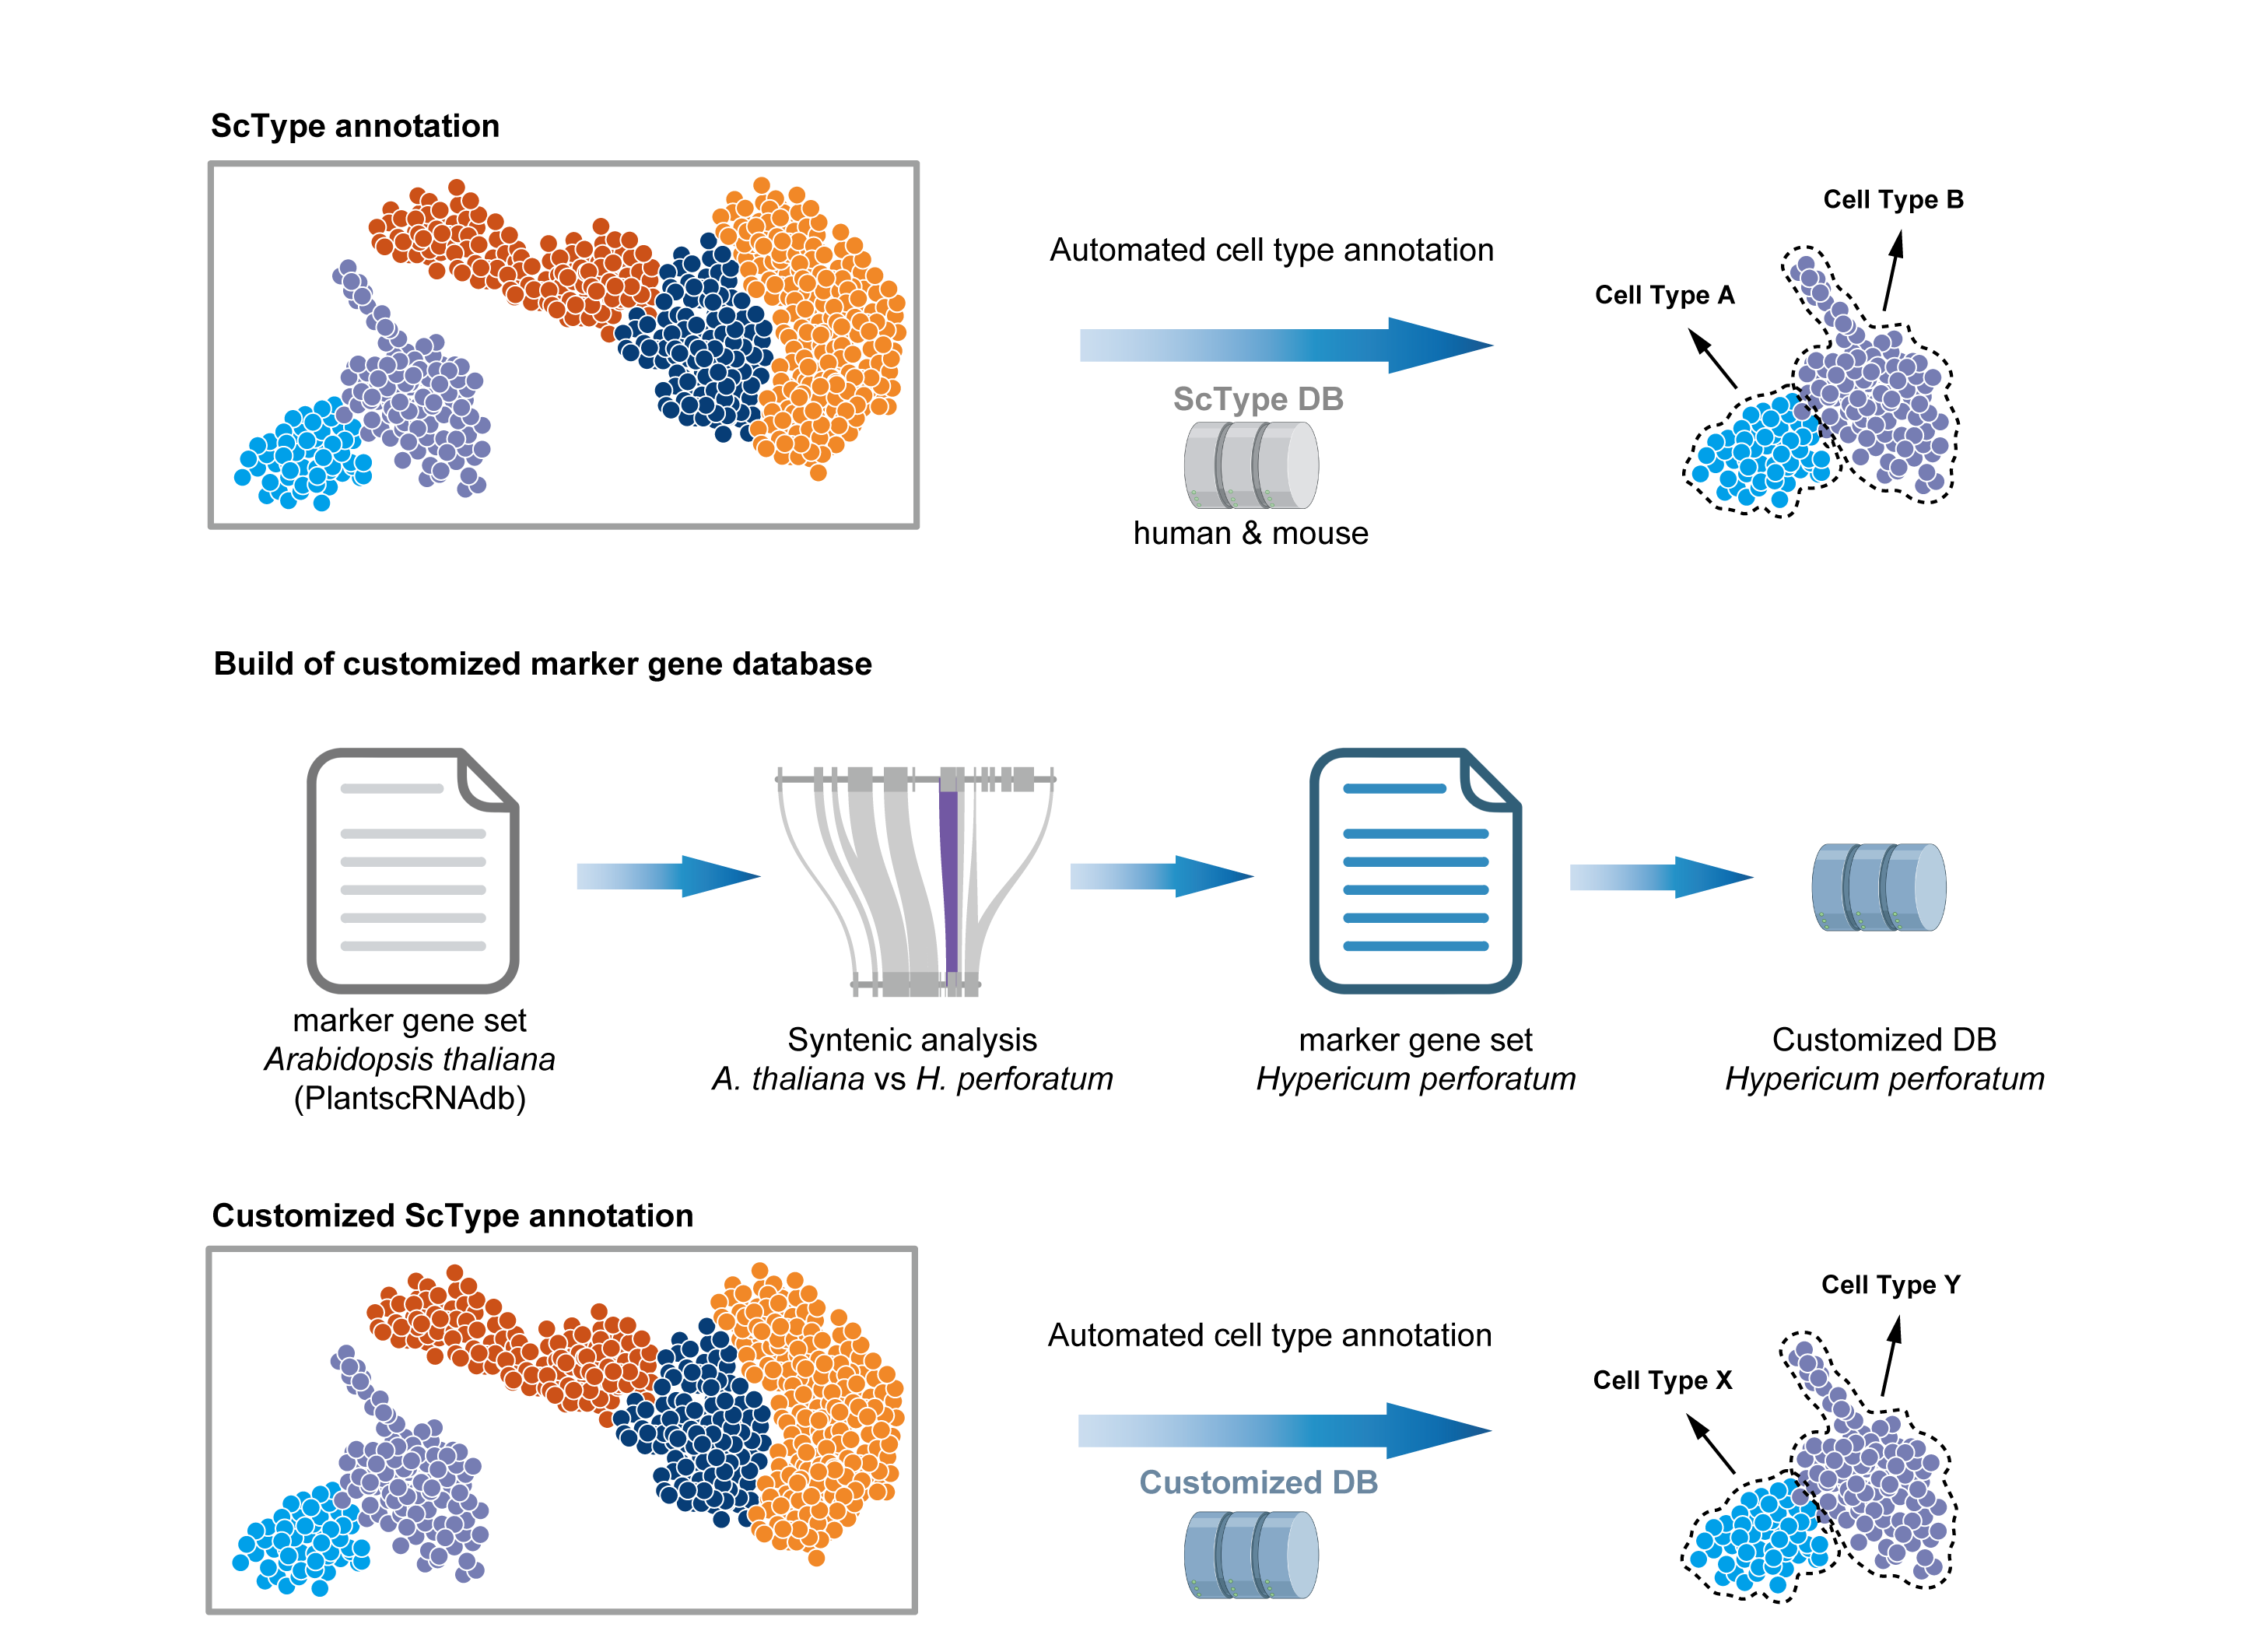 ScType annotation
Cell Type B
Automated cell type annotation
Cell Type A
ScType DB
human & mouse
Build of customized marker gene database
marker gene set
Arabidopsis thaliana
(PlantscRNAdb)
Syntenic analysis
A. thaliana vs H. perforatum
marker gene set
Hypericum perforatum
Customized DB
Hypericum perforatum
Customized ScType annotation
Cell Type Y
Automated cell type annotation
Cell Type X
Customized DB